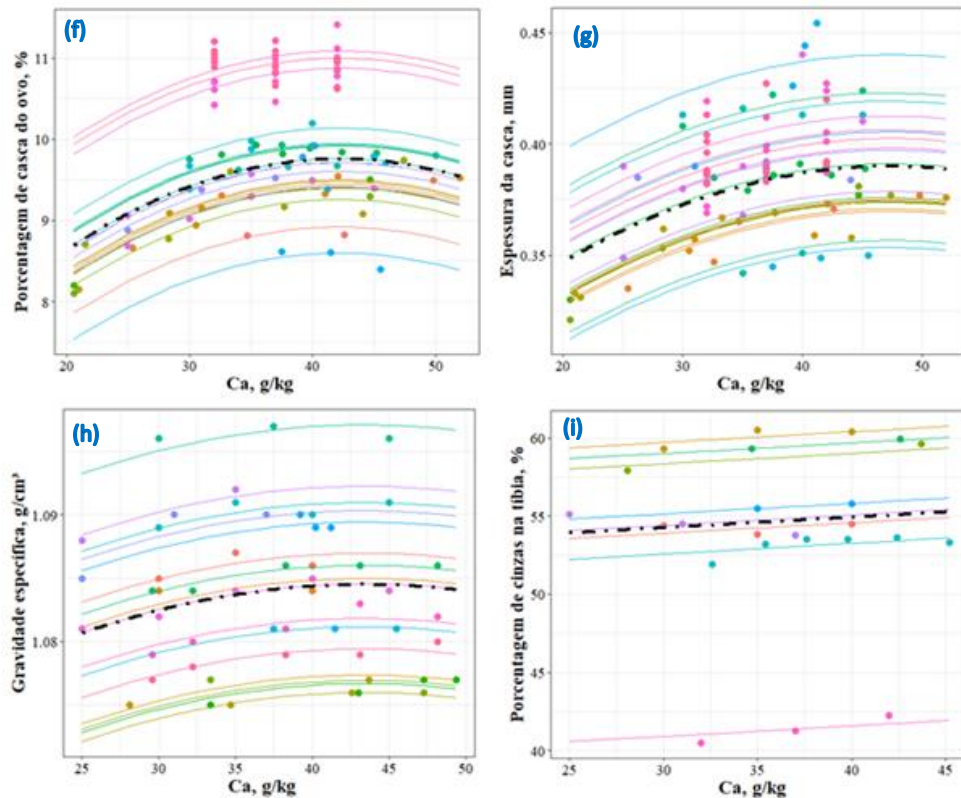 (f)
Porcentagem de casca do ovo, %
11
10
9
8
20 30 40 50
Ca, g/kg
(g)
Espessura da casca, mm
0.45
0.40
0.35
20 30 40 50
Ca, g/kg
(h)
Gravidade específica, g/cm³
1.09
1.08
25 30 35 40 45 50
Ca, g/kg
(i)
Porcentagem de cinzas na tíbia, %
60
55
50
45
40
25 30 35 40 45
Ca, g/kg